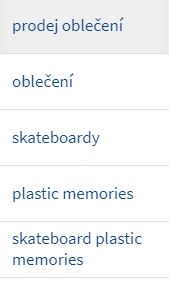 prodej oblečení
oblečení
skateboardy
plastic memories
skateboard plastic
memories